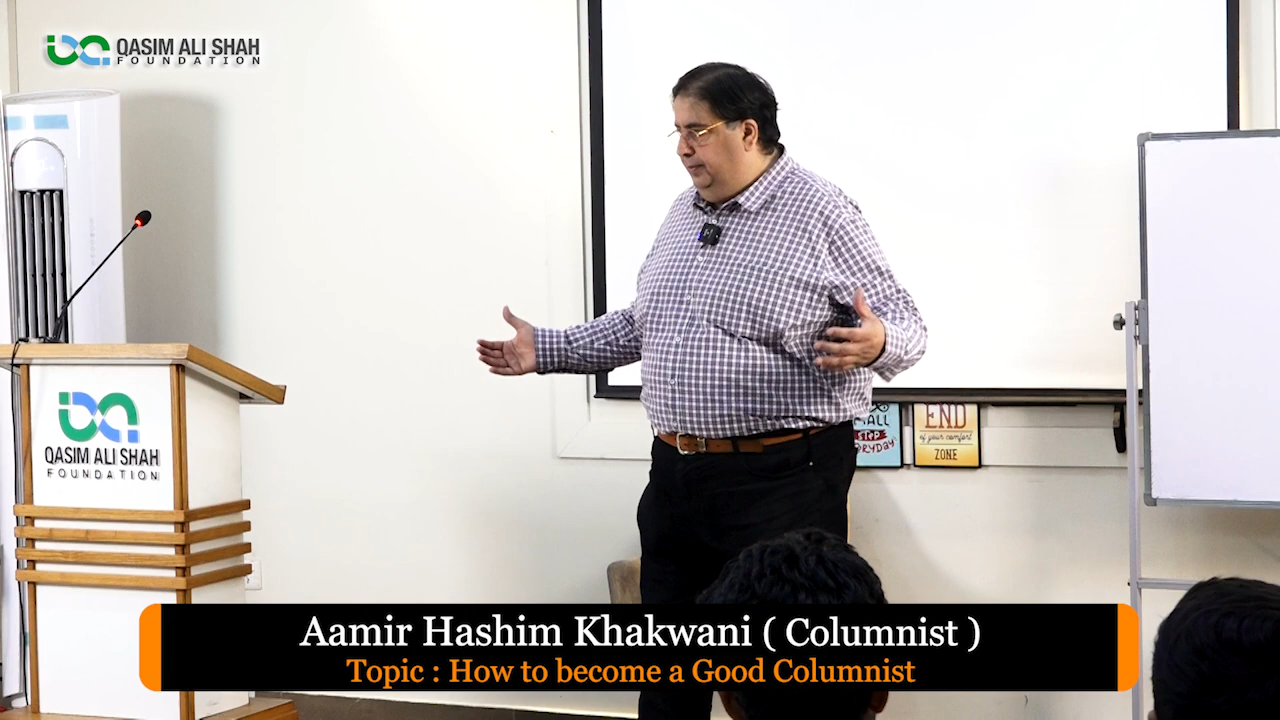 QASIM ALI SHAH
FOUNDATION
QASIM ALI SHAH
FOUNDATION
STEP
END
of your comfort
ZONE
Aamir Hashim Khakwani ( Columnist )
Topic : How to become a Good Columnist